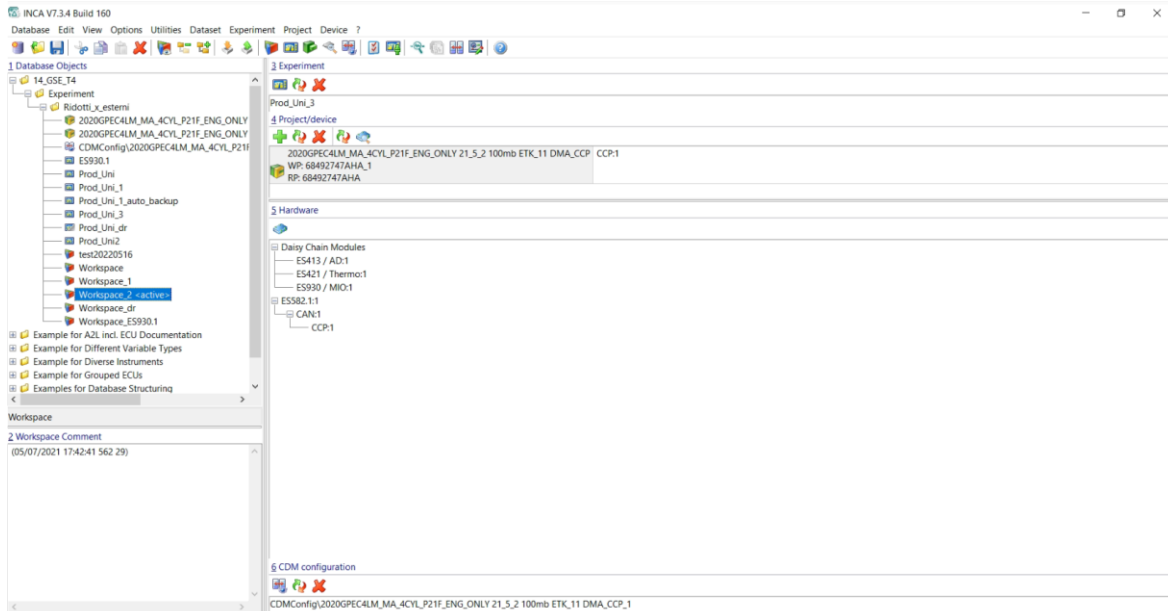 INCA V7.3.4 Build 160
Database Edit View Options Utilities Dataset Experiment Project Device ?
1 Database Objects
14_GSE_T4
Experiment
Ridotti_x_esterni
2020GPEC4LM_MA_4CYL_P21F_ENG_ONLY
2020GPEC4LM_MA_4CYL_P21F_ENG_ONLY
CDMConfig\2020GPEC4LM_MA_4CYL_P21F
ES930.1
Prod_Uni
Prod_Uni_1
Prod_Uni_1_auto_backup
Prod_Uni_3
Prod_Uni_dr
Prod_Uni2
test20220516
Workspace
Workspace_1
Workspace_2 <active>
Workspace_dr
Workspace_ES930.1
Example for A2L incl. ECU Documentation
Example for Different Variable Types
Example for Diverse Instruments
Example for Grouped ECUs
Examples for Database Structuring
Workspace
2 Workspace Comment
(05/07/2021 17:42:41 562 29)
3 Experiment
Prod_Uni_3
4 Project/device
2020GPEC4LM_MA_4CYL_P21F_ENG_ONLY 21_5_2 100mb ETK_11 DMA_CCP CCP:1
WP: 68492747AHA_1
RP: 68492747AHA
5 Hardware
Daisy Chain Modules
ES413 / AD:1
ES421 / Thermo:1
ES930 / MIO:1
ES582.1:1
CAN:1
CCP:1
6 CDM configuration
CDMConfig\2020GPEC4LM_MA_4CYL_P21F_ENG_ONLY 21_5_2 100mb ETK_11 DMA_CCP_1